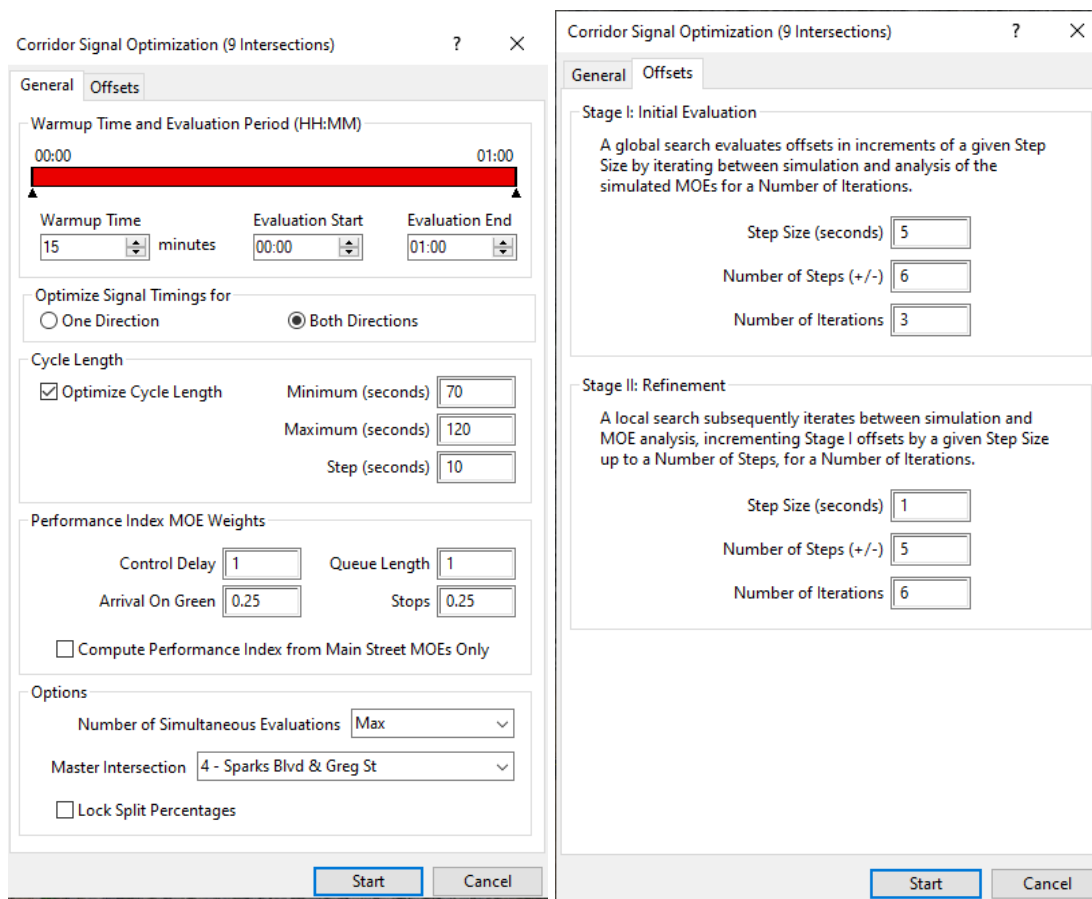 Corridor Signal Optimization (9 Intersections)
?
General
Offsets
Warmup Time and Evaluation Period (HH:MM)
00:00
01:00
Warmup Time
Evaluation Start
Evaluation End
15
minutes
00:00
01:00
Optimize Signal Timings for
One Direction
Both Directions
Cycle Length
Optimize Cycle Length
Minimum (seconds)
70
Maximum (seconds)
120
Step (seconds)
10
Performance Index MOE Weights
Control Delay
1
Queue Length
1
Arrival On Green
0.25
Stops
0.25
Compute Performance Index from Main Street MOEs Only
Options
Number of Simultaneous Evaluations
Max
Master Intersection
4 - Sparks Blvd & Greg St
Lock Split Percentages
Start
Cancel
Corridor Signal Optimization (9 Intersections)
?
General
Offsets
Stage I: Initial Evaluation
A global search evaluates offsets in increments of a given Step
Size by iterating between simulation and analysis of the
simulated MOEs for a Number of Iterations.
Step Size (seconds)
5
Number of Steps (+/-)
6
Number of Iterations
3
Stage II: Refinement
A local search subsequently iterates between simulation and
MOE analysis, incrementing Stage I offsets by a given Step Size
up to a Number of Steps, for a Number of Iterations.
Step Size (seconds)
1
Number of Steps (+/-)
5
Number of Iterations
6
Start
Cancel